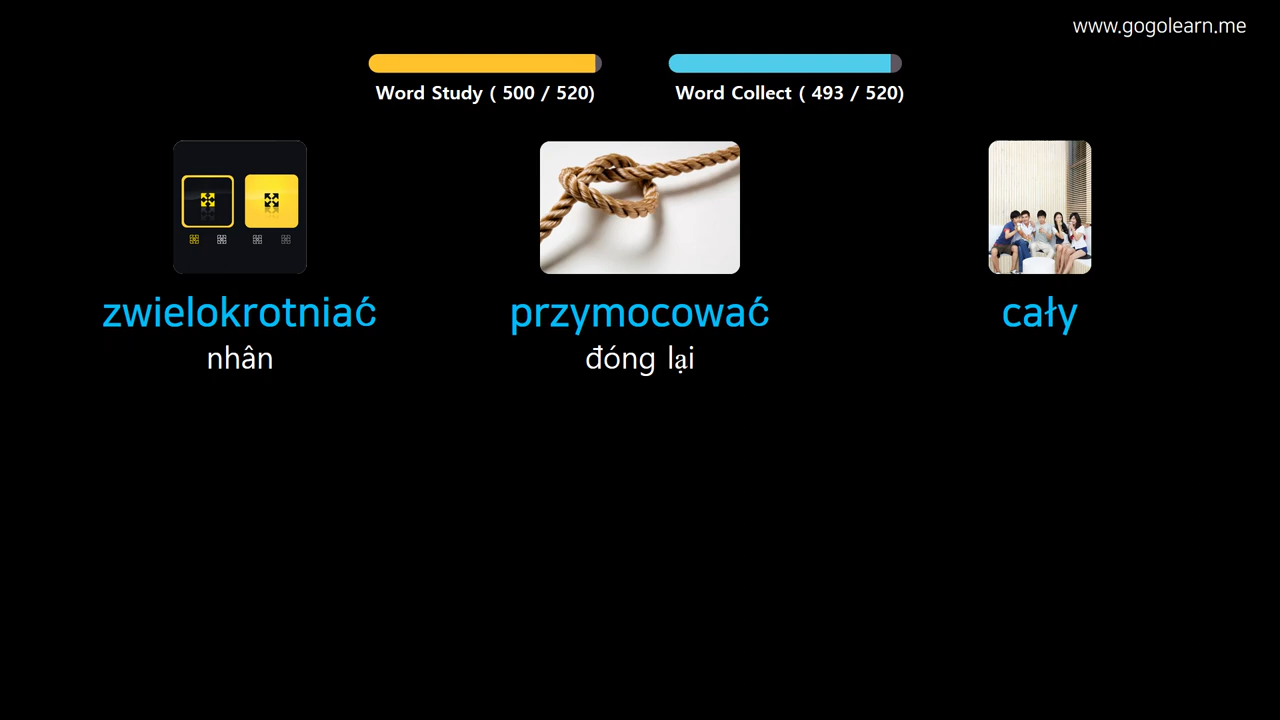 www.gogolearn.me
Word Study ( 500 / 520)
Word Collect ( 493 / 520)
zwielokrotniać
nhân
przymocować
đóng lại
cały